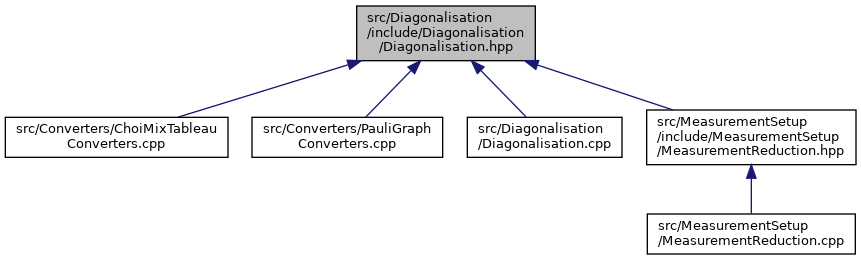 src/Diagonalisation
/include/Diagonalisation
/Diagonalisation.hpp
src/Converters/ChoiMixTableau
Converters.cpp
src/Converters/PauliGraph
Converters.cpp
src/Diagonalisation
/Diagonalisation.cpp
src/MeasurementSetup
/include/MeasurementSetup
/MeasurementReduction.hpp
src/MeasurementSetup
/MeasurementReduction.cpp